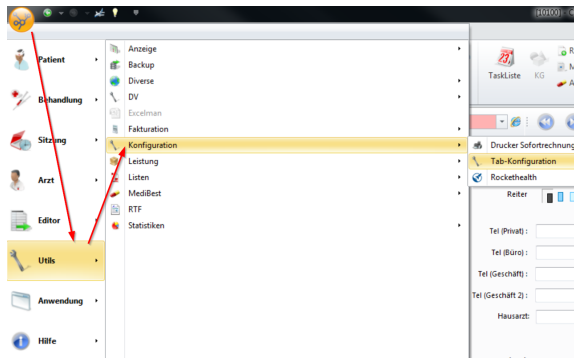 [10100] C
Patient
Behandlung
Sitzung
Arzt
Editor
Utils
Anwendung
Hilfe
Anzeige
Backup
Diverse
DV
Excelman
Fakturation
Konfiguration
Leistung
Listen
MediBest
RTF
Statistiken
23,
TaskListe
KG
R
M
A
Drucker Sofortrechnung
Tab-Konfiguration
Rockethealth
Reiter
Tel (Privat) :
Tel (Büro) :
Tel (Geschäft) :
Tel (Geschäft 2) :
Hausarzt: